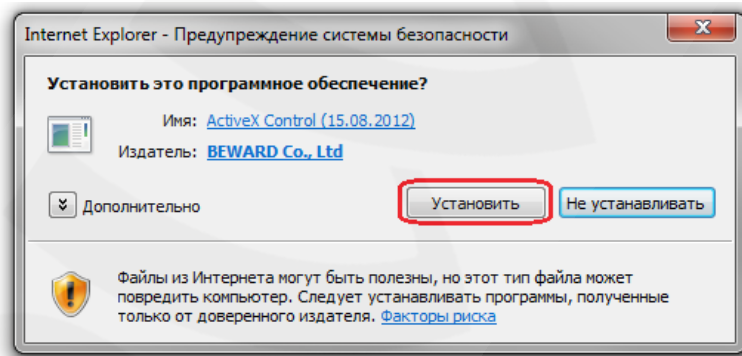 Internet Explorer - Предупреждение системы безопасности
Установить это программное обеспечение?
Имя: ActiveX Control (15.08.2012)
Издатель: BEWARD Co., Ltd
Дополнительно
Установить
Не устанавливать
Файлы из Интернета могут быть полезны, но этот тип файла может
повредить компьютер. Следует устанавливать программы, полученные
только от доверенного издателя. Факторы риска